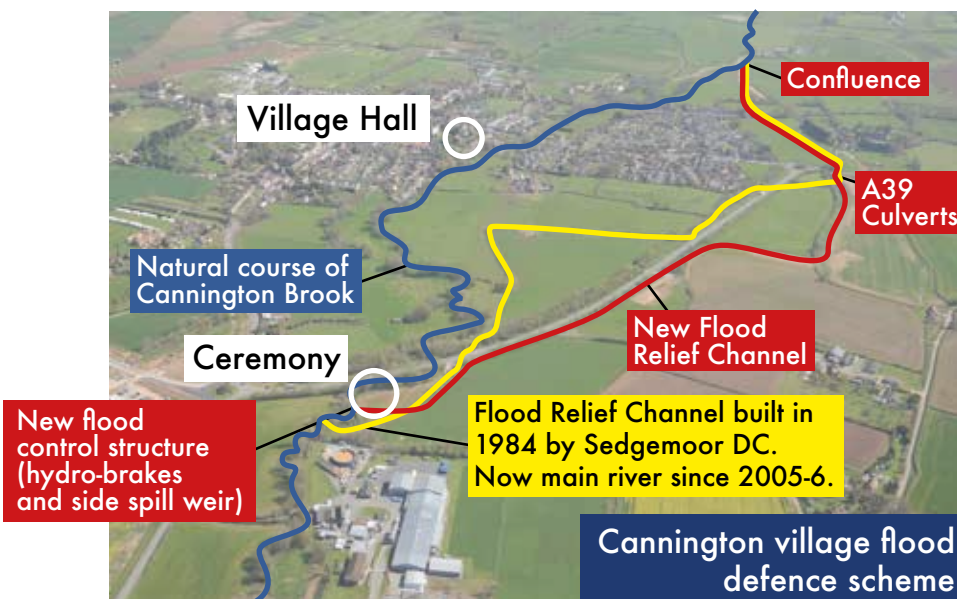 Confluence
Village Hall
A39
Culverts
Natural course of
Cannington Brook
New Flood
Relief Channel
Ceremony
New flood
control structure
(hydro-brakes
and side spill weir)
Flood Relief Channel built in
1984 by Sedgemoor DC.
Now main river since 2005-6.
Cannington village flood
defence scheme